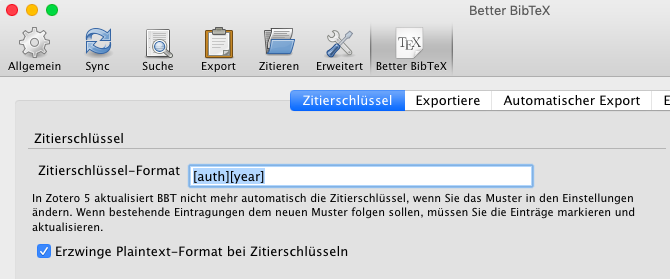 Better BibTeX
Allgemein
Sync
Suche
Export
Zitieren
Erweitert
TEX
Better BibTeX
Zitierschlüssel
Exportiere
Automatischer Export
E
Zitierschlüssel
Zitierschlüssel-Format
[auth][year]
In Zotero 5 aktualisiert BBT nicht mehr automatisch die Zitierschlüssel, wenn Sie das Muster in den Einstellungen
ändern. Wenn bestehende Eintragungen dem neuen Muster folgen sollen, müssen Sie die Einträge markieren und
aktualisieren.
Erzwinge Plaintext-Format bei Zitierschlüsseln